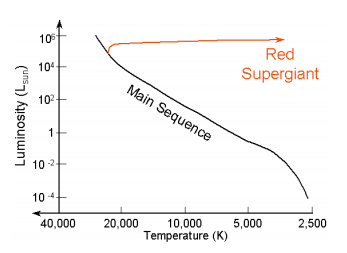 10⁶
10⁴
10²
1
10⁻²
10⁻⁴
Luminosity (Lsun)
Red
Supergiant
Main Sequence
40,000 20,000 10,000 5,000 2,500
Temperature (K)